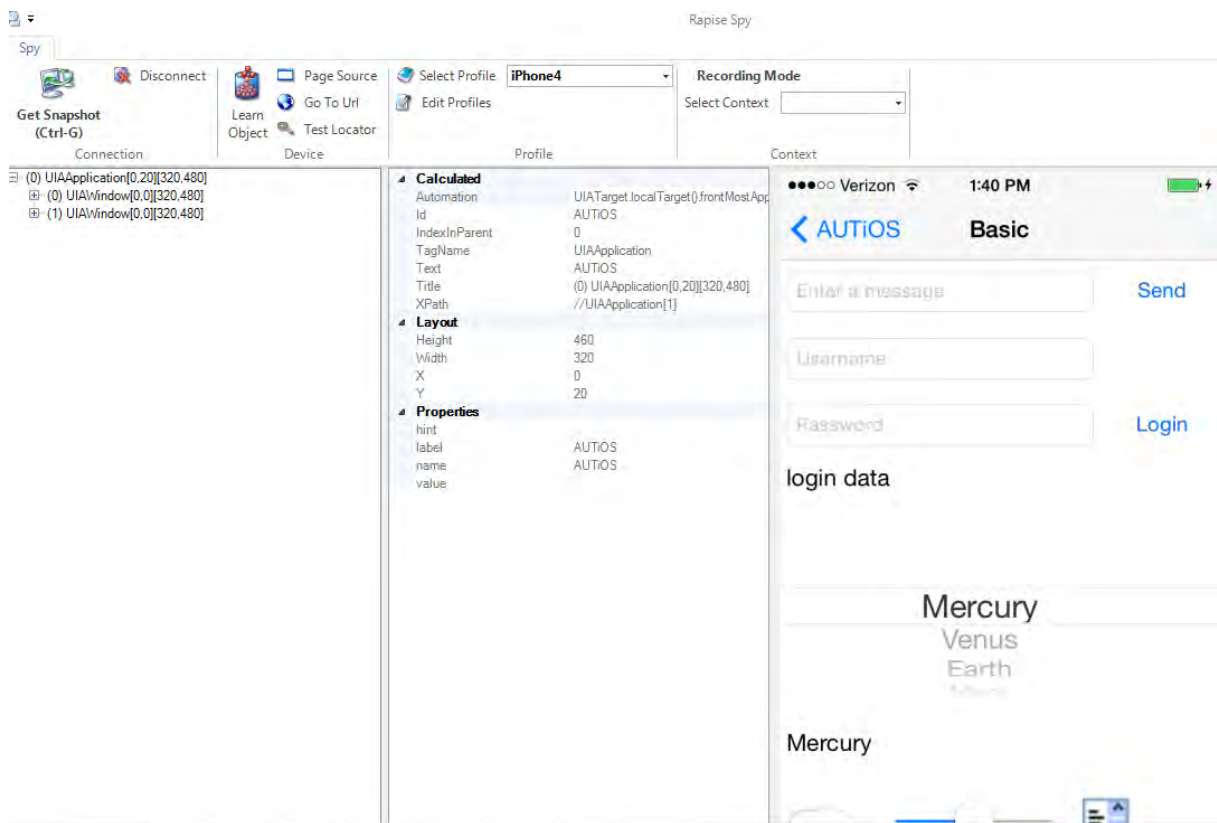 Rapise Spy
Spy
Get Snapshot
(Ctrl-G)
Disconnect
Connection
Learn
Object
Page Source
Go To Url
Test Locator
Device
Select Profile iPhone4
Edit Profiles
Profile
Recording Mode
Select Context
Context
(0) UIAApplication[0,20][320,480]
(0) UIAWindow[0,0][320,480]
(1) UIAWindow[0,0][320,480]
Calculated
Automation UIATarget.localTarget().frontMostApp
Id AUTiOS
IndexInParent 0
TagName UIAApplication
Text AUTiOS
Title (0) UIAApplication[0,20][320,480]
XPath //UIAApplication[1]
Layout
Height 460
Width 320
X 0
Y 20
Properties
hint
label AUTiOS
name AUTiOS
value
Verizon 1:40 PM
AUTiOS Basic
Enter a message Send
Username
Password Login
login data
Mercury
Venus
Earth
Mercury